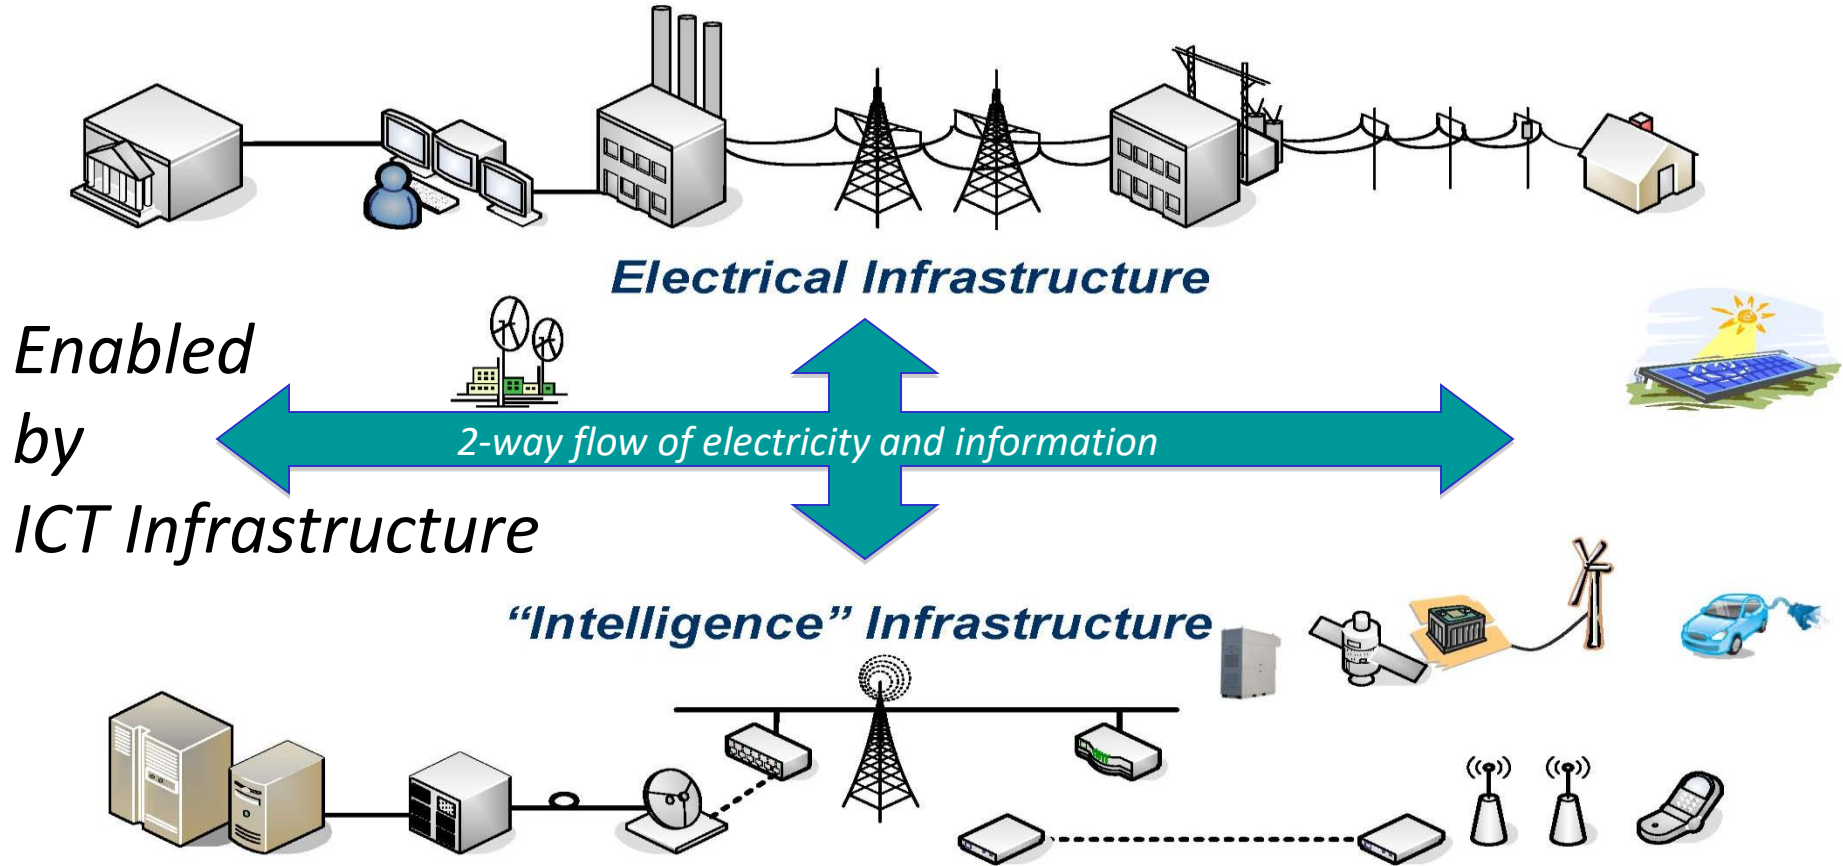 Electrical Infrastructure
Enabled
by
ICT Infrastructure
2-way flow of electricity and information
“Intelligence” Infrastructure